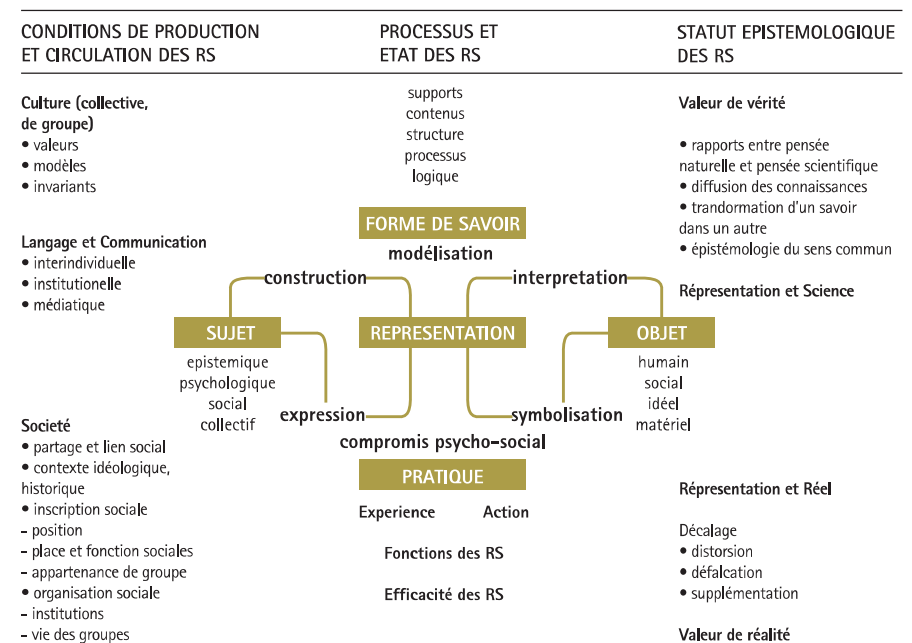 CONDITIONS DE PRODUCTION
ET CIRCULATION DES RS
PROCESSUS ET
ETAT DES RS
STATUT EPISTEMOLOGIQUE
DES RS
Culture (collective,
de groupe)
• valeurs
• modèles
• invariants
Langage et Communication
• interindividuelle
• institutionelle
• médiatique
Societé
• partage et lien social
• contexte idéologique,
historique
• inscription sociale
– position
– place et fonction sociales
– appartenance de groupe
• organisation sociale
– institutions
– vie des groupes
supports
contenus
structure
processus
logique
FORME DE SAVOIR
modélisation
construction
interpretation
SUJET
REPRESENTATION
OBJET
epistemique
psychologique
social
collectif
humain
social
idéel
matériel
expression
symbolisation
compromis psycho-social
PRATIQUE
Experience
Action
Fonctions des RS
Efficacité des RS
Valeur de vérité
• rapports entre pensée
naturelle et pensée scientifique
• diffusion des connaissances
• trandormation d'un savoir
dans un autre
• épistémologie du sens commun
Répresentation et Science
Répresentation et Réel
Décalage
• distorsion
• défalcation
• supplémentation
Valeur de réalité